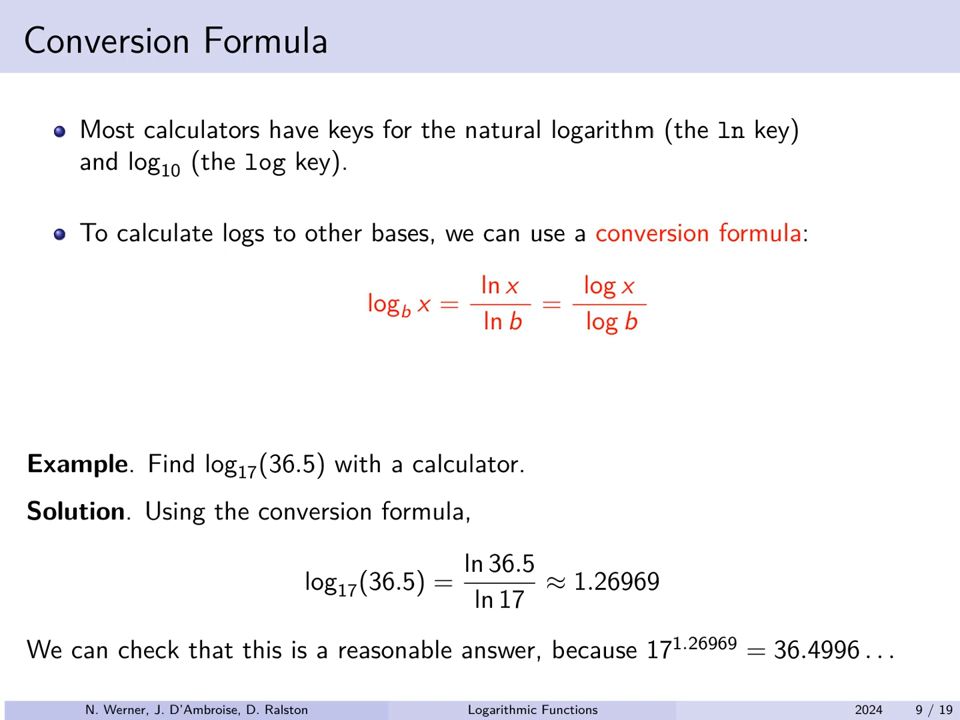 Conversion Formula
Most calculators have keys for the natural logarithm (the ln key)
and log₁₀ (the log key).
To calculate logs to other bases, we can use a conversion formula:
log_b x = ln x / ln b = log x / log b
Example. Find log₁₇(36.5) with a calculator.
Solution. Using the conversion formula,
log₁₇(36.5) = ln 36.5 / ln 17 ≈ 1.26969
We can check that this is a reasonable answer, because 17^1.26969 = 36.4996 . . .
N. Werner, J. D'Ambroise, D. Ralston Logarithmic Functions 2024 9 / 19